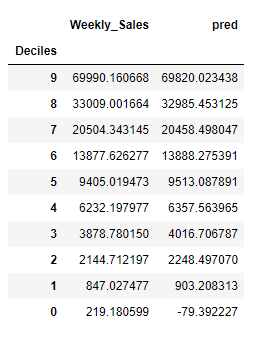 Weekly_Sales pred
Deciles
9 69990.160668 69820.023438
8 33009.001664 32985.453125
7 20504.343145 20458.498047
6 13877.626277 13888.275391
5 9405.019473 9513.087891
4 6232.197977 6357.563965
3 3878.780150 4016.706787
2 2144.712197 2248.497070
1 847.027477 903.208313
0 219.180599 -79.392227